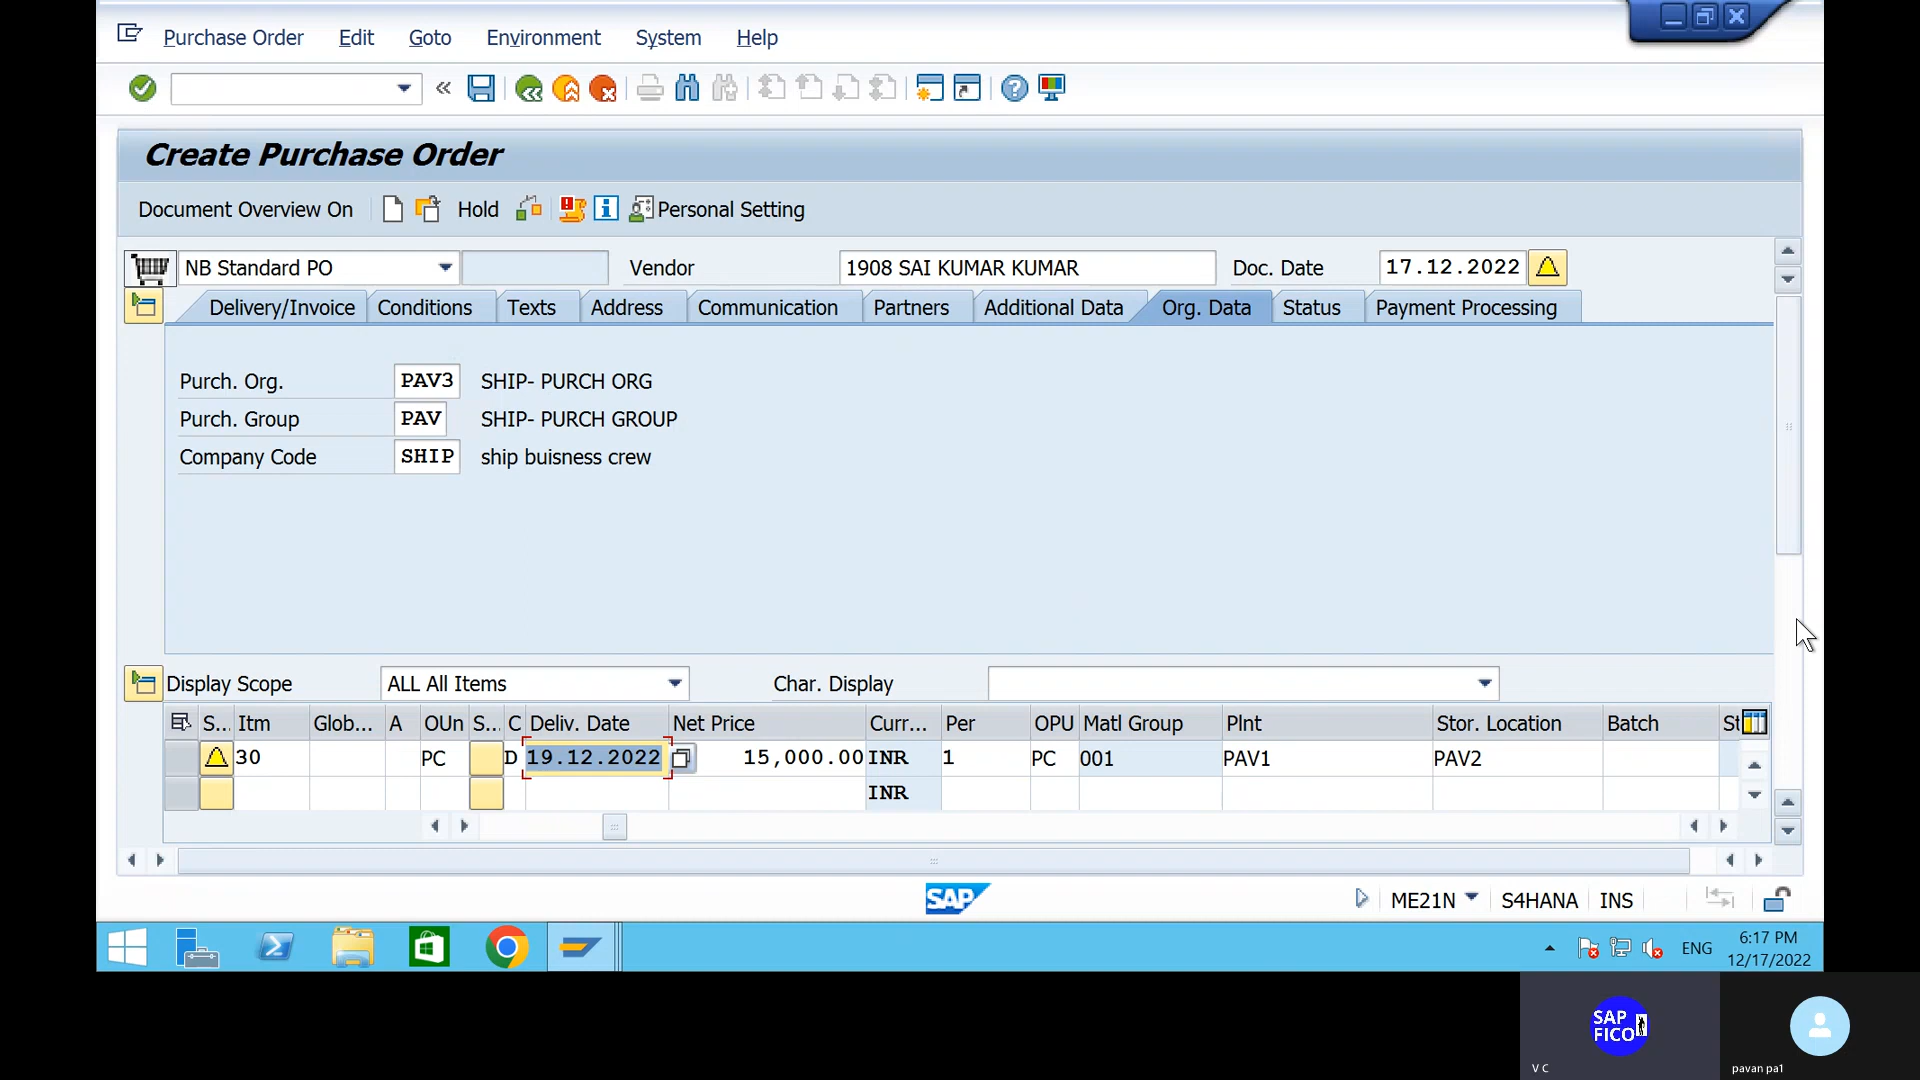 Purchase Order Edit Goto Environment System Help
Create Purchase Order
Document Overview On Hold Personal Setting
NB Standard PO Vendor 1908 SAI KUMAR KUMAR Doc. Date 17.12.2022
Delivery/Invoice Conditions Texts Address Communication Partners Additional Data Org. Data Status Payment Processing
Purch. Org. PAV3 SHIP- PURCH ORG
Purch. Group PAV SHIP- PURCH GROUP
Company Code SHIP ship buisness crew
Display Scope ALL All Items Char. Display
S... Itm Glob... A OUn S... C Deliv. Date Net Price Curr... Per OPU Matl Group Plnt Stor. Location Batch St
30 PC D 19.12.2022 15,000.00 INR 1 PC 001 PAV1 PAV2
INR
SAP ME21N S4HANA INS
ENG 6:17 PM
12/17/2022
SAP
FICO
V C pavan pa1